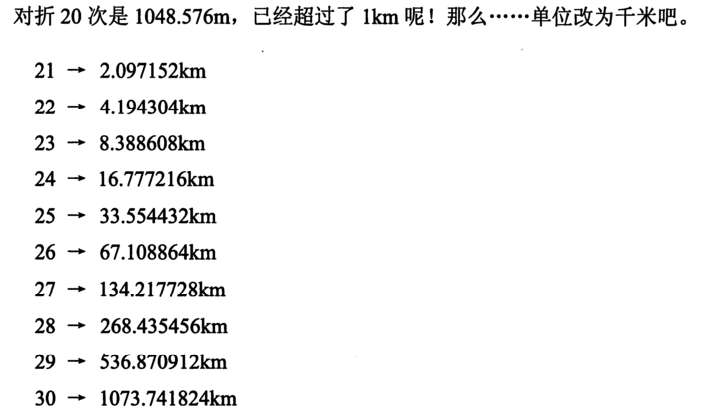 对折 20 次是 1048.576m，已经超过了 1km 呢！那么……单位改为千米吧。
21 → 2.097152km
22 → 4.194304km
23 → 8.388608km
24 → 16.777216km
25 → 33.554432km
26 → 67.108864km
27 → 134.217728km
28 → 268.435456km
29 → 536.870912km
30 → 1073.741824km